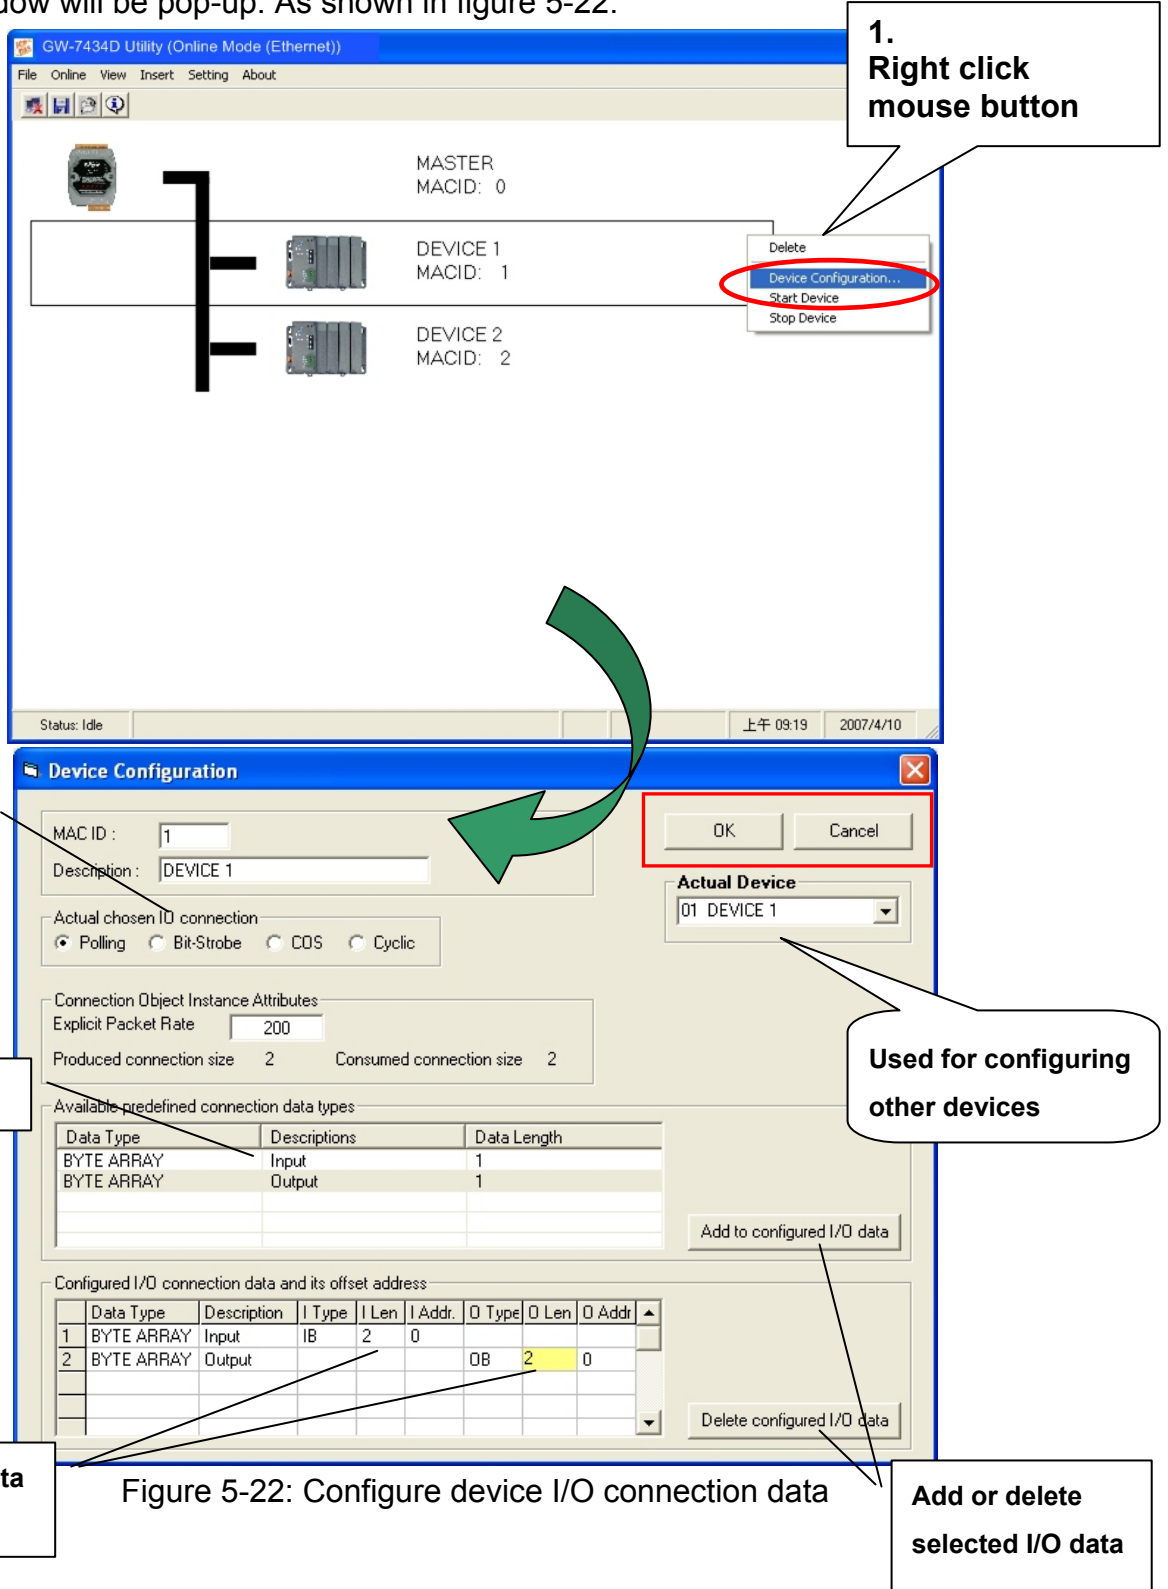 will be pop-up. As shown in figure 5-22.
1.
Right click
mouse button
GW-7434D Utility (Online Mode (Ethernet))
File Online View Insert Setting About
MASTER
MACID: 0
DEVICE 1
MACID: 1
Delete
Device Configuration...
Start Device
Stop Device
DEVICE 2
MACID: 2
Status: Idle
上午 09:19
2007/4/10
Device Configuration
MAC ID :
1
Description :
DEVICE 1
OK
Cancel
Actual Device
01 DEVICE 1
Actual chosen IO connection
Polling Bit-Strobe COS Cyclic
Connection Object Instance Attributes
Explicit Packet Rate 200
Produced connection size 2 Consumed connection size 2
Used for configuring
other devices
Available predefined connection data types
Data Type Descriptions Data Length
BYTE ARRAY Input 1
BYTE ARRAY Output 1
Add to configured I/O data
Configured I/O connection data and its offset address
Data Type Description I Type I Len I Addr. O Type O Len O Addr
1 BYTE ARRAY Input IB 2 0
2 BYTE ARRAY Output OB 2 0
Delete configured I/O data
ta
Figure 5-22: Configure device I/O connection data
Add or delete
selected I/O data